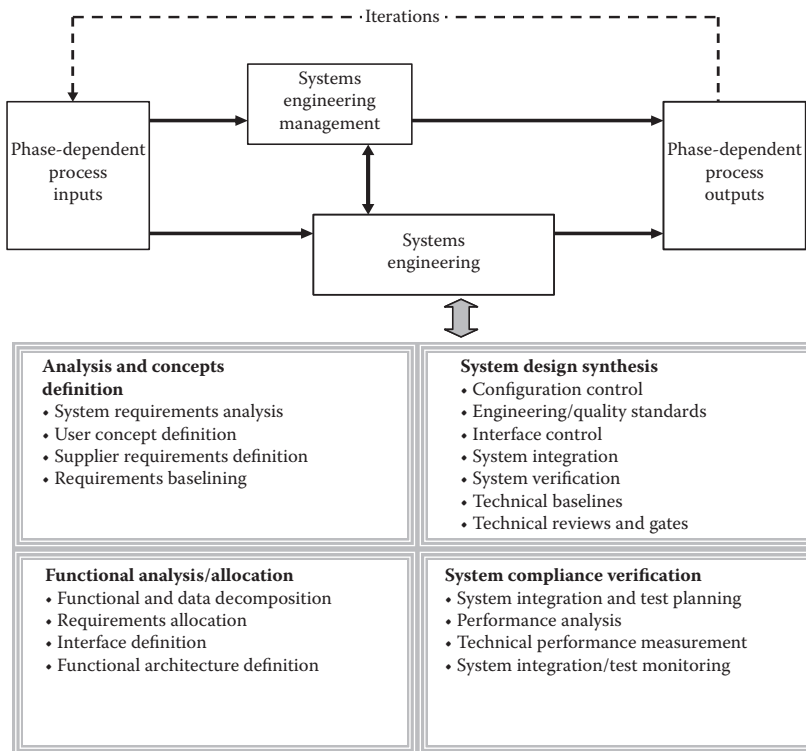 Iterations
Systems
engineering
management
Phase-dependent
process
inputs
Phase-dependent
process
outputs
Systems
engineering
Analysis and concepts
definition
• System requirements analysis
• User concept definition
• Supplier requirements definition
• Requirements baselining
System design synthesis
• Configuration control
• Engineering/quality standards
• Interface control
• System integration
• System verification
• Technical baselines
• Technical reviews and gates
Functional analysis/allocation
• Functional and data decomposition
• Requirements allocation
• Interface definition
• Functional architecture definition
System compliance verification
• System integration and test planning
• Performance analysis
• Technical performance measurement
• System integration/test monitoring